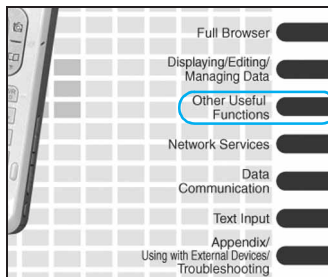 Full Browser
Displaying/Editing/
Managing Data
Other Useful
Functions
Network Services
Data
Communication
Text Input
Appendix/
Using with External Devices/
Troubleshooting